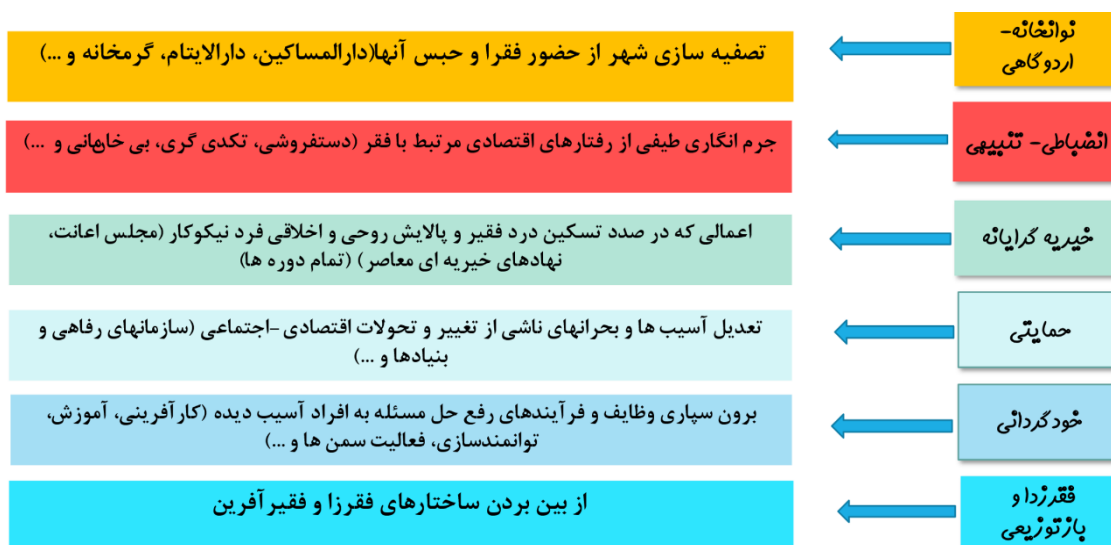 نوانخانه-
اردوگاهی
تصفیه سازی شهر از حضور فقرا و حبس آنها(دارالمساکین، دارالایتام، گرمخانه و ...)
انضباطی- تنبیهی
جرم انگاری طیفی از رفتارهای اقتصادی مرتبط با فقر (دستفروشی، تکدی گری، بی خانمانی و ...)
خیریه گرایانه
اعمالی که در صدد تسکین درد فقیر و پالایش روحی و اخلاقی فرد نیکوکار (مجلس اعانت،
نهادهای خیریه ای معاصر) (تمام دوره ها)
حمایتی
تعدیل آسیب ها و بحرانهای ناشی از تغییر و تحولات اقتصادی -اجتماعی (سازمانهای رفاهی و
بنیادها و ...)
خودگردانی
برون سپاری وظایف و فرآیندهای رفع حل مسئله به افراد آسیب دیده (کارآفرینی، آموزش،
توانمندسازی، فعالیت سمن ها و ...)
فقرزدا و
بازتوزیعی
از بین بردن ساختارهای فقرزا و فقیرآفرین